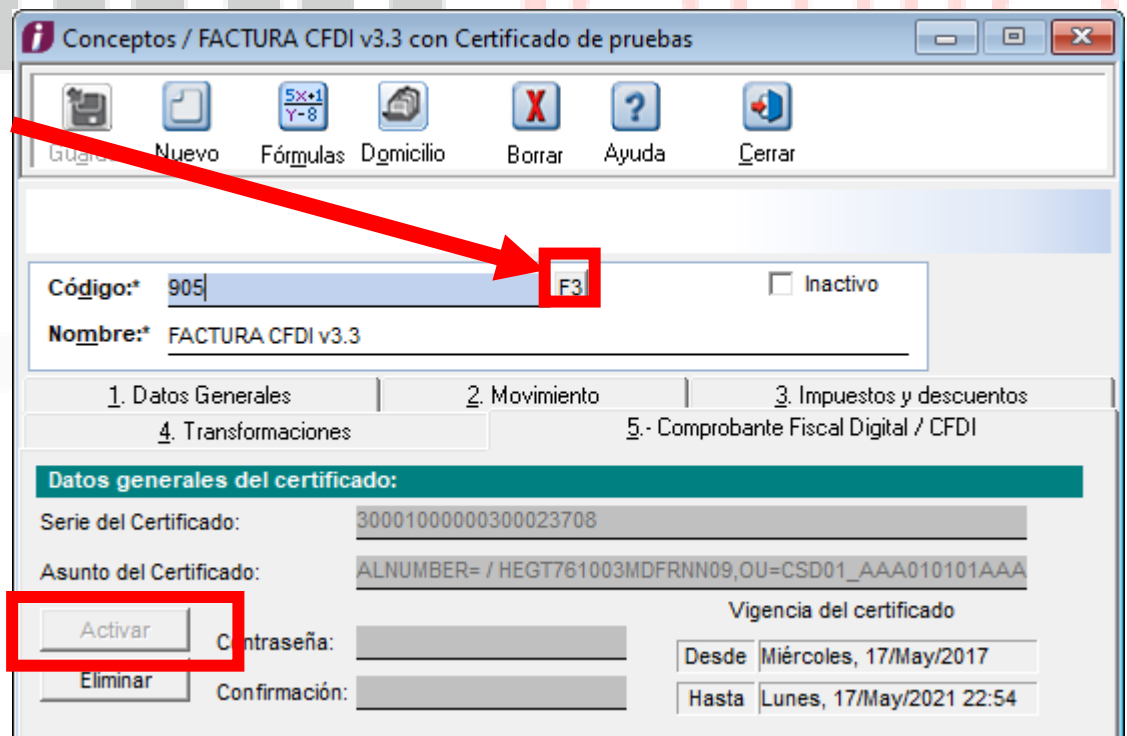 Conceptos / FACTURA CFDI v3.3 con Certificado de pruebas
Nuevo Fórmulas Domicilio Borrar Ayuda Cerrar
Código:* 905 F3 Inactivo
Nombre:* FACTURA CFDI v3.3
1. Datos Generales 2. Movimiento 3. Impuestos y descuentos
4. Transformaciones 5.- Comprobante Fiscal Digital / CFDI
Datos generales del certificado:
Serie del Certificado: 30001000000300023708
Asunto del Certificado: ALNUMBER= / HEGT761003MDFRNN09,OU=CSD01_AAA010101AAA
Vigencia del certificado
Activar Contraseña:
Desde Miércoles, 17/May/2017
Eliminar Confirmación:
Hasta Lunes, 17/May/2021 22:54